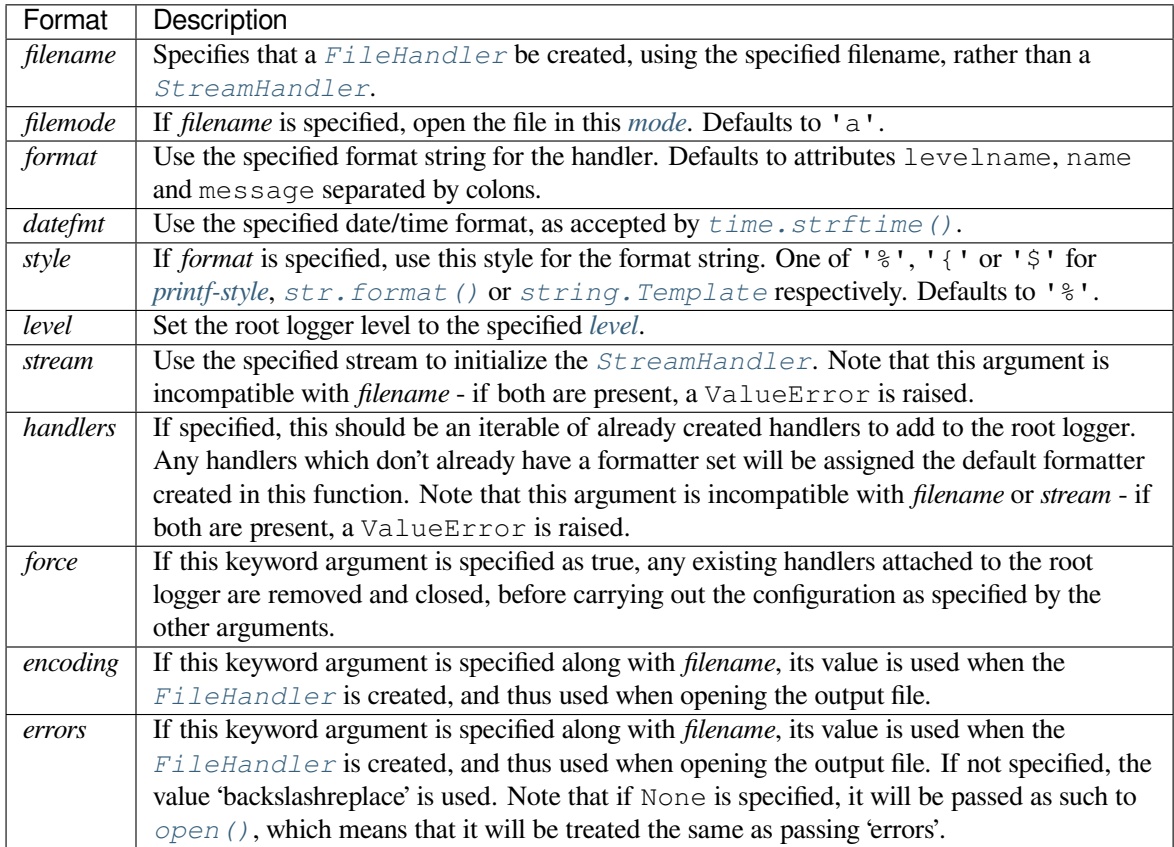 Format Description
filename Specifies that a FileHandler be created, using the specified filename, rather than a
StreamHandler.
filemode If filename is specified, open the file in this mode. Defaults to 'a'.
format Use the specified format string for the handler. Defaults to attributes levelname, name
and message separated by colons.
datefmt Use the specified date/time format, as accepted by time.strftime().
style If format is specified, use this style for the format string. One of '%', '{' or '$' for
printf-style, str.format() or string.Template respectively. Defaults to '%'.
level Set the root logger level to the specified level.
stream Use the specified stream to initialize the StreamHandler. Note that this argument is
incompatible with filename - if both are present, a ValueError is raised.
handlers If specified, this should be an iterable of already created handlers to add to the root logger.
Any handlers which don't already have a formatter set will be assigned the default formatter
created in this function. Note that this argument is incompatible with filename or stream - if
both are present, a ValueError is raised.
force If this keyword argument is specified as true, any existing handlers attached to the root
logger are removed and closed, before carrying out the configuration as specified by the
other arguments.
encoding If this keyword argument is specified along with filename, its value is used when the
FileHandler is created, and thus used when opening the output file.
errors If this keyword argument is specified along with filename, its value is used when the
FileHandler is created, and thus used when opening the output file. If not specified, the
value ‘backslashreplace’ is used. Note that if None is specified, it will be passed as such to
open(), which means that it will be treated the same as passing ‘errors’.